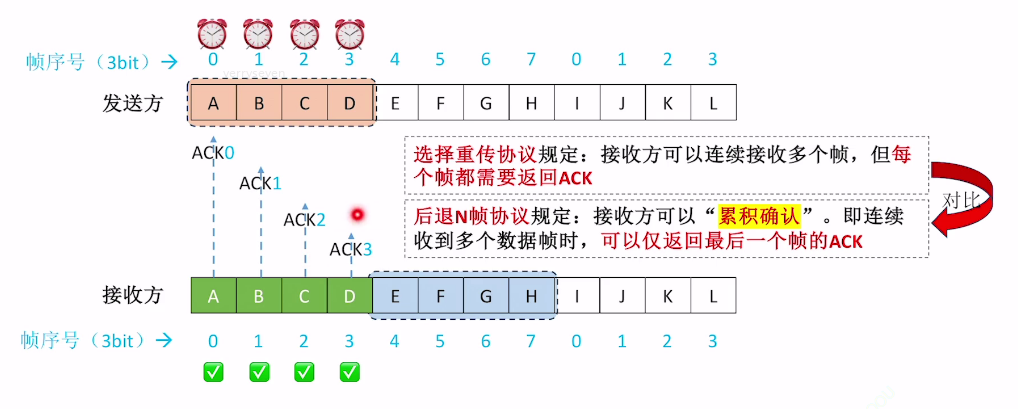 帧序号（3bit）→ 0 1 2 3 4 5 6 7 0 1 2 3
发送方 A B C D E F G H I J K L
ACK0
ACK1
ACK2
ACK3
选择重传协议规定：接收方可以连续接收多个帧，但每
个帧都需要返回ACK
后退N帧协议规定：接收方可以“累积确认”。即连续
收到多个数据帧时，可以仅返回最后一个帧的ACK
对比
接收方 A B C D E F G H I J K L
帧序号（3bit）→ 0 1 2 3 4 5 6 7 0 1 2 3